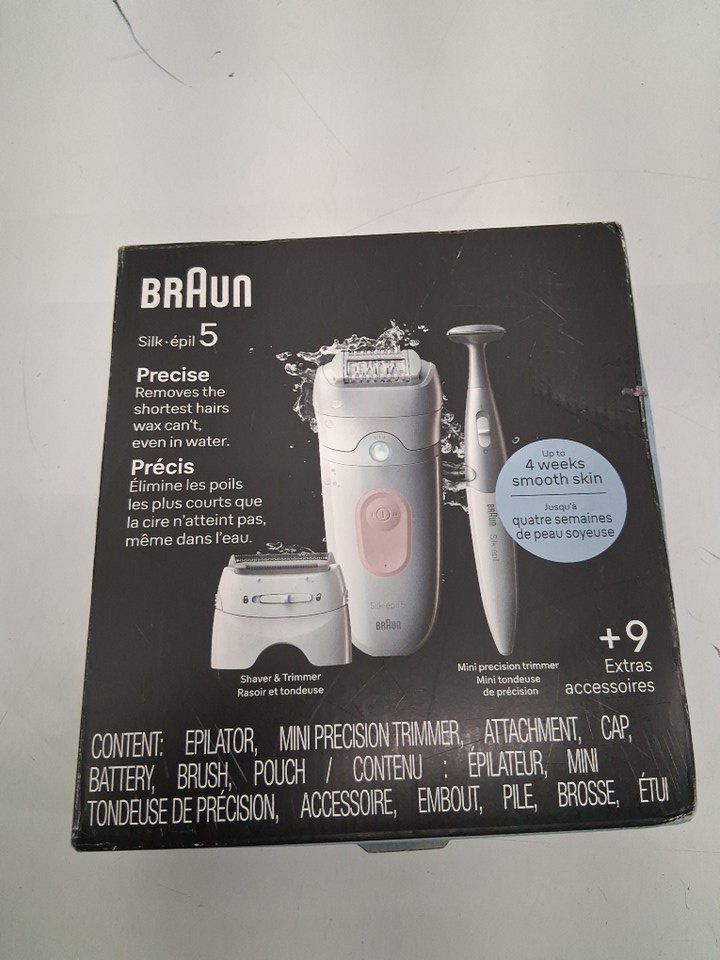 BRAUN
Silk·épil 5
Precise
Removes the
shortest hairs
wax can't,
even in water.
Précis
Élimine les poils
les plus courts que
la cire n'atteint pas,
même dans l'eau.
Up to
4 weeks
smooth skin
Jusqu'à
quatre semaines
de peau soyeuse
BRAUN Silk·épil
Silk·épil 5
BRAUN
Shaver & Trimmer
Rasoir et tondeuse
Mini precision trimmer
Mini tondeuse
de précision
+9
Extras
accessoires
CONTENT: EPILATOR, MINI PRECISION TRIMMER, ATTACHMENT, CAP,
BATTERY, BRUSH, POUCH / CONTENU : ÉPILATEUR, MINI
TONDEUSE DE PRÉCISION, ACCESSOIRE, EMBOUT, PILE, BROSSE, ÉTUI